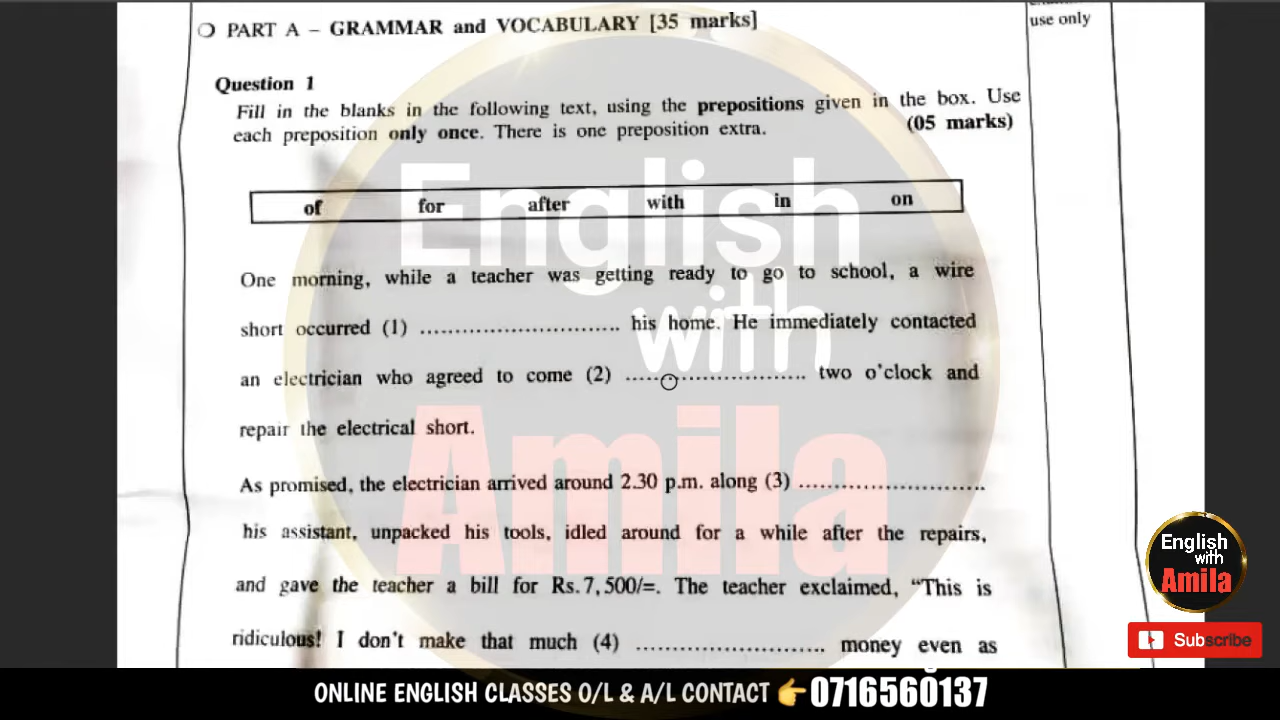 PART A – GRAMMAR and VOCABULARY [35 marks]
use only
Question 1
Fill in the blanks in the following text, using the prepositions given in the box. Use
each preposition only once. There is one preposition extra. (05 marks)
of for after with in on
One morning, while a teacher was getting ready to go to school, a wire
short occurred (1) ............................. his home. He immediately contacted
an electrician who agreed to come (2) ............................. two o'clock and
repair the electrical short.
As promised, the electrician arrived around 2.30 p.m. along (3) .............................
his assistant, unpacked his tools, idled around for a while after the repairs,
and gave the teacher a bill for Rs. 7,500/=. The teacher exclaimed, “This is
ridiculous! I don't make that much (4) ............................. money even as
English
with
Amila
English
with
Amila
Subscribe
ONLINE ENGLISH CLASSES O/L & A/L CONTACT 👉 0716560137